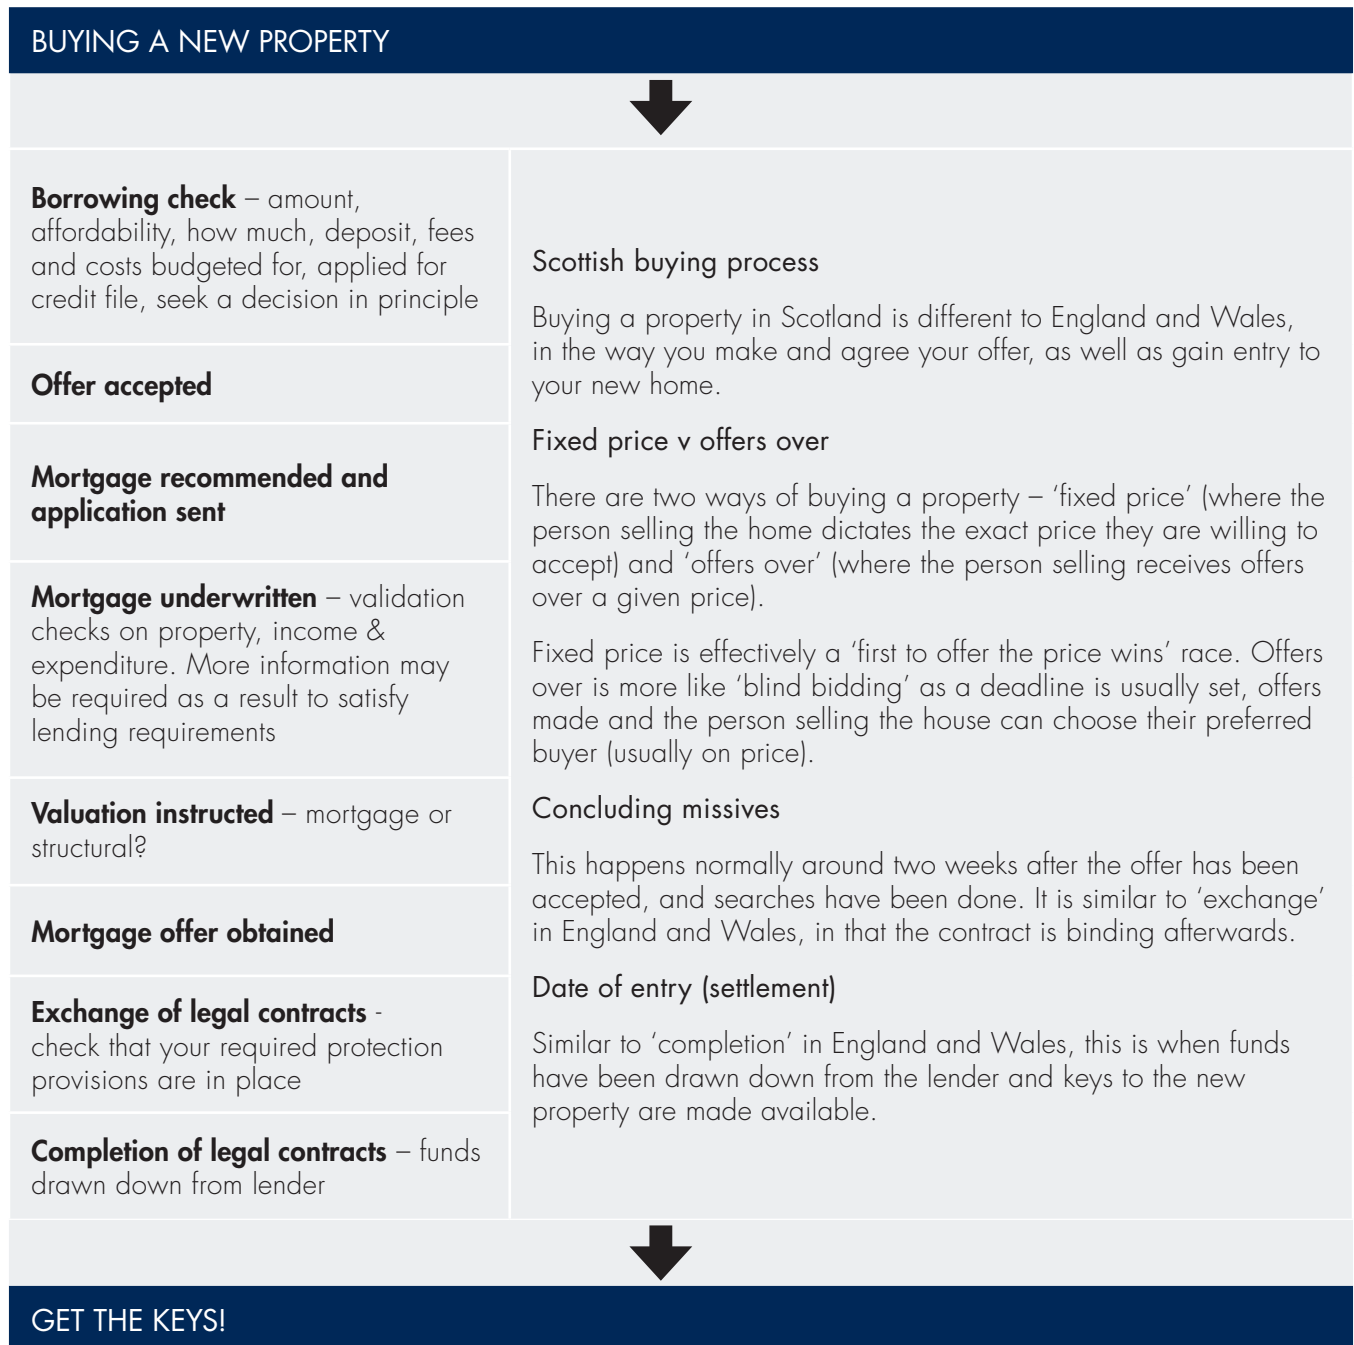 BUYING A NEW PROPERTY
Borrowing check – amount,
affordability, how much, deposit, fees
and costs budgeted for, applied for
credit file, seek a decision in principle
Offer accepted
Mortgage recommended and
application sent
Mortgage underwritten – validation
checks on property, income &
expenditure. More information may
be required as a result to satisfy
lending requirements
Valuation instructed – mortgage or
structural?
Mortgage offer obtained
Exchange of legal contracts -
check that your required protection
provisions are in place
Completion of legal contracts – funds
drawn down from lender
Scottish buying process
Buying a property in Scotland is different to England and Wales,
in the way you make and agree your offer, as well as gain entry to
your new home.
Fixed price v offers over
There are two ways of buying a property – ‘fixed price’ (where the
person selling the home dictates the exact price they are willing to
accept) and ‘offers over’ (where the person selling receives offers
over a given price).
Fixed price is effectively a ‘first to offer the price wins’ race. Offers
over is more like ‘blind bidding’ as a deadline is usually set, offers
made and the person selling the house can choose their preferred
buyer (usually on price).
Concluding missives
This happens normally around two weeks after the offer has been
accepted, and searches have been done. It is similar to ‘exchange’
in England and Wales, in that the contract is binding afterwards.
Date of entry (settlement)
Similar to ‘completion’ in England and Wales, this is when funds
have been drawn down from the lender and keys to the new
property are made available.
GET THE KEYS!